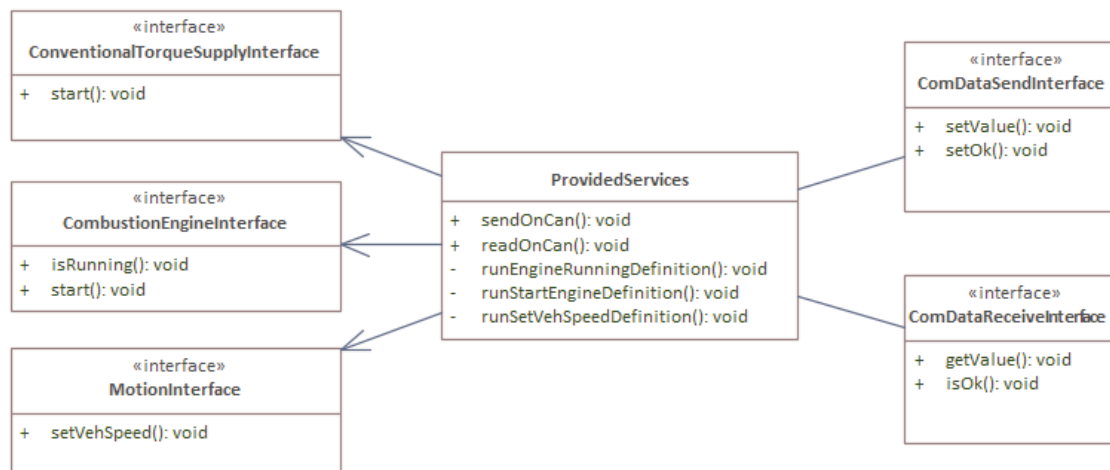 «interface»
ConventionalTorqueSupplyInterface
+ start(): void
«interface»
CombustionEngineInterface
+ isRunning(): void
+ start(): void
«interface»
MotionInterface
+ setVehSpeed(): void
ProvidedServices
+ sendOnCan(): void
+ readOnCan(): void
- runEngineRunningDefinition(): void
- runStartEngineDefinition(): void
- runSetVehSpeedDefinition(): void
«interface»
ComDataSendInterface
+ setValue(): void
+ setOk(): void
«interface»
ComDataReceiveInterface
+ getValue(): void
+ isOk(): void